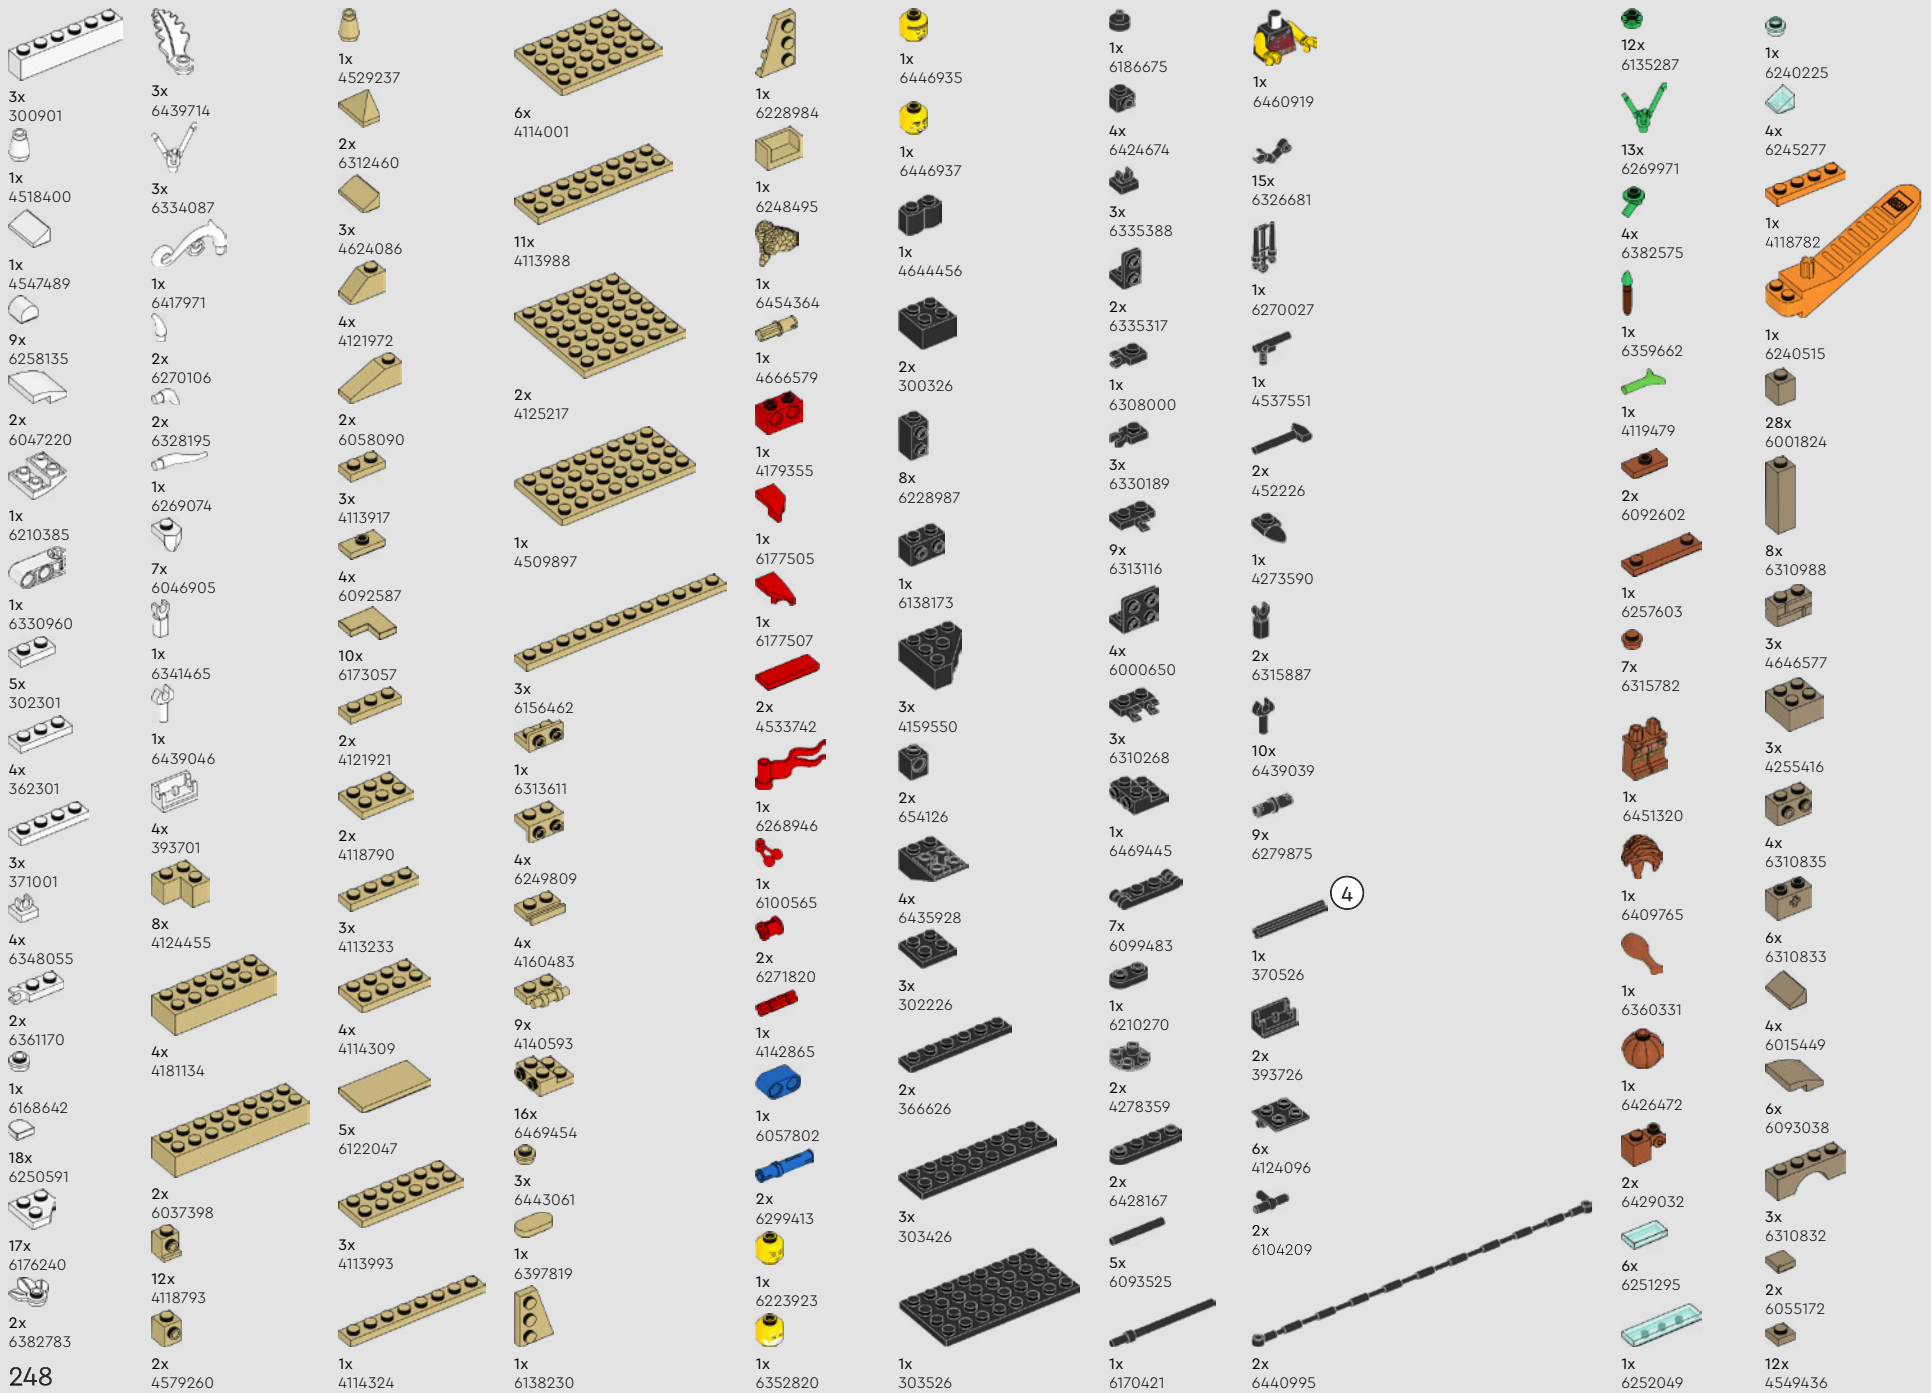 3x
300901
1x
4518400
1x
4547489
9x
6258135
2x
6047220
1x
6210385
1x
6330960
5x
302301
4x
362301
3x
371001
4x
6348055
2x
6361170
1x
6168642
18x
6250591
17x
6176240
2x
6382783
248
3x
6439714
3x
6334087
1x
6417971
2x
6270106
2x
6328195
1x
6269074
7x
6046905
1x
6341465
1x
6439046
4x
393701
8x
4124455
4x
4181134
2x
6037398
12x
4118793
2x
4579260
1x
4529237
2x
6312460
3x
4624086
4x
4121972
2x
6058090
3x
4113917
4x
6092587
10x
6173057
2x
4121921
2x
4118790
3x
4113233
4x
4114309
5x
6122047
3x
4113993
1x
4114324
6x
4114001
11x
4113988
2x
4125217
1x
4509897
3x
6156462
1x
6313611
4x
6249809
4x
4160483
9x
4140593
16x
6469454
3x
6443061
1x
6397819
1x
6138230
1x
6228984
1x
6248495
1x
6454364
1x
4666579
1x
4179355
1x
6177505
1x
6177507
2x
4533742
1x
6268946
1x
6100565
2x
6271820
1x
4142865
1x
6057802
2x
6299413
1x
6223923
1x
6352820
1x
6446935
1x
6446937
1x
4644456
2x
300326
8x
6228987
1x
6138173
3x
4159550
2x
654126
4x
6435928
3x
302226
2x
366626
3x
303426
1x
303526
1x
6186675
4x
6424674
3x
6335388
2x
6335317
1x
6308000
3x
6330189
9x
6313116
4x
6000650
3x
6310268
1x
6469445
7x
6099483
1x
6210270
2x
4278359
2x
6428167
5x
6093525
1x
6170421
1x
6460919
15x
6326681
1x
6270027
1x
4537551
2x
452226
1x
4273590
2x
6315887
10x
6439039
9x
6279875
4
1x
370526
2x
393726
6x
4124096
2x
6104209
2x
6440995
12x
6135287
13x
6269971
4x
6382575
1x
6359662
1x
4119479
2x
6092602
1x
6257603
7x
6315782
1x
6451320
1x
6409765
1x
6360331
1x
6426472
2x
6429032
6x
6251295
1x
6252049
1x
6240225
4x
6245277
1x
4118782
1x
6240515
28x
6001824
8x
6310988
3x
4646577
3x
4255416
4x
6310835
6x
6310833
4x
6015449
6x
6093038
3x
6310832
2x
6055172
12x
4549436